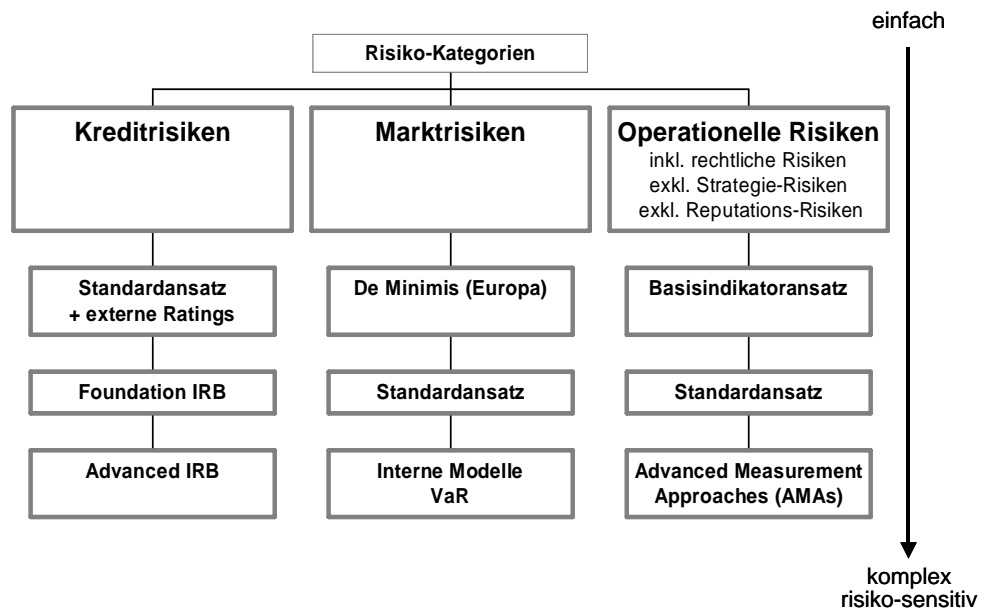 einfach
Risiko-Kategorien
Kreditrisiken
Marktrisiken
Operationelle Risiken
inkl. rechtliche Risiken
exkl. Strategie-Risiken
exkl. Reputations-Risiken
Standardansatz
+ externe Ratings
De Minimis (Europa)
Basisindikatoransatz
Foundation IRB
Standardansatz
Standardansatz
Advanced IRB
Interne Modelle
VaR
Advanced Measurement
Approaches (AMAs)
komplex
risiko-sensitiv